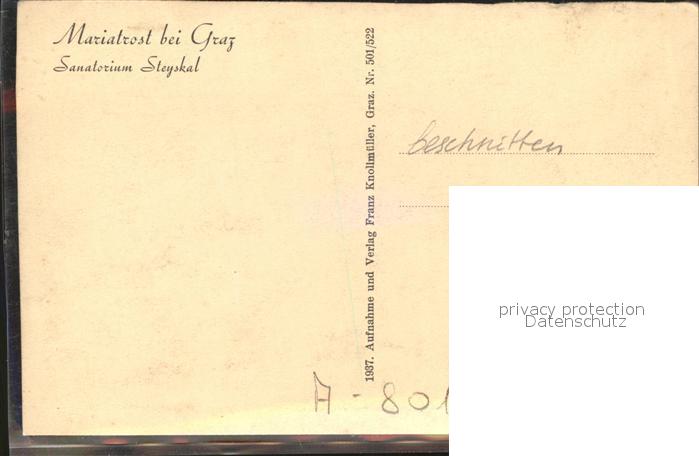 Mariatrost bei Graz
Sanatorium Steyskal
1937. Aufnahme und Verlag Franz Knollmüller, Graz. Nr. 501/522
beschnitten
privacy protection
Datenschutz
A - 801